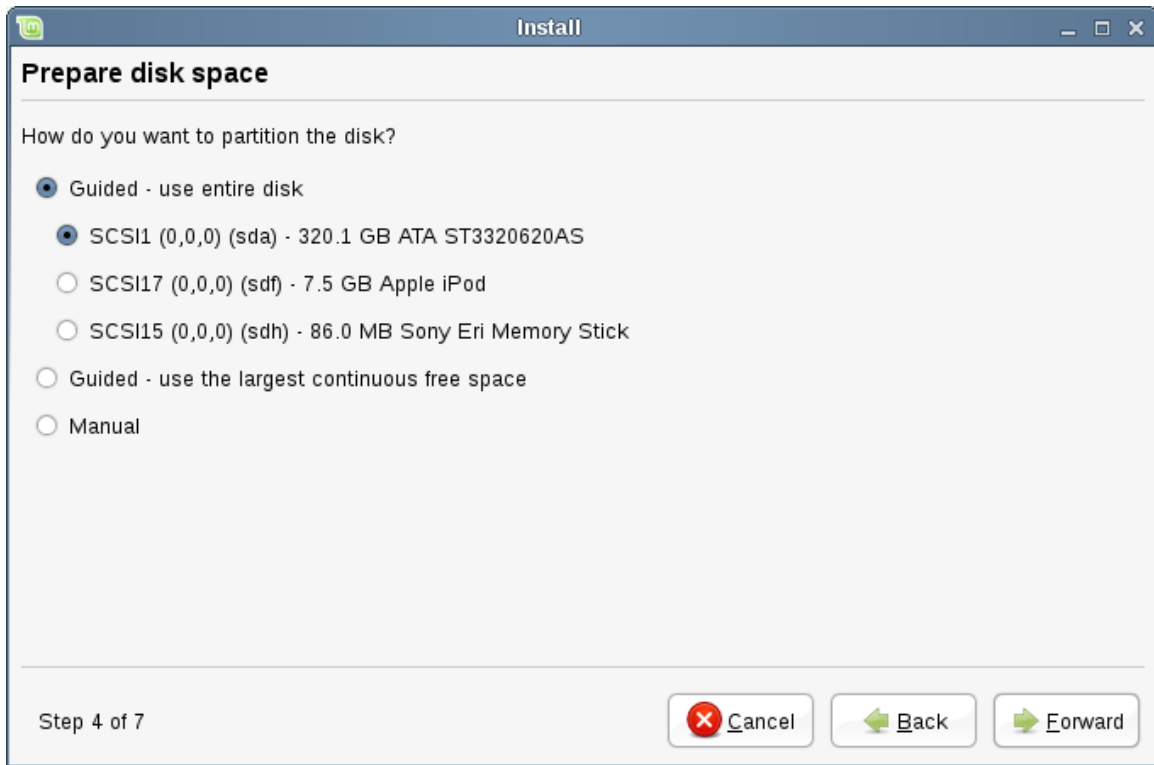 Install
Prepare disk space
How do you want to partition the disk?
Guided - use entire disk
SCSI1 (0,0,0) (sda) - 320.1 GB ATA ST3320620AS
SCSI17 (0,0,0) (sdf) - 7.5 GB Apple iPod
SCSI15 (0,0,0) (sdh) - 86.0 MB Sony Eri Memory Stick
Guided - use the largest continuous free space
Manual
Step 4 of 7
Cancel
Back
Forward